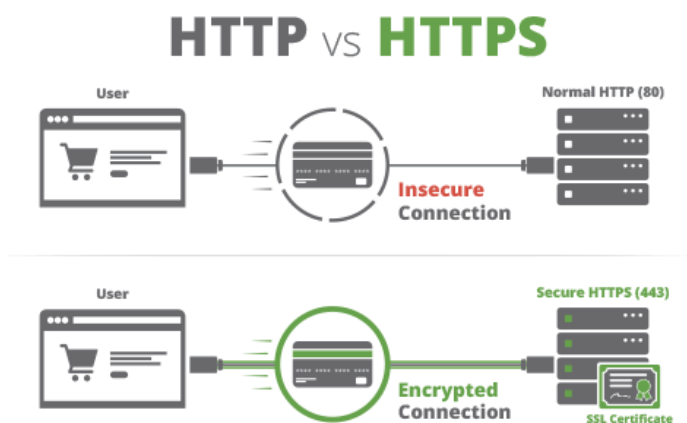 HTTP vs HTTPS
User
Normal HTTP (80)
Insecure
Connection
User
Secure HTTPS (443)
Encrypted
Connection
SSL Certificate